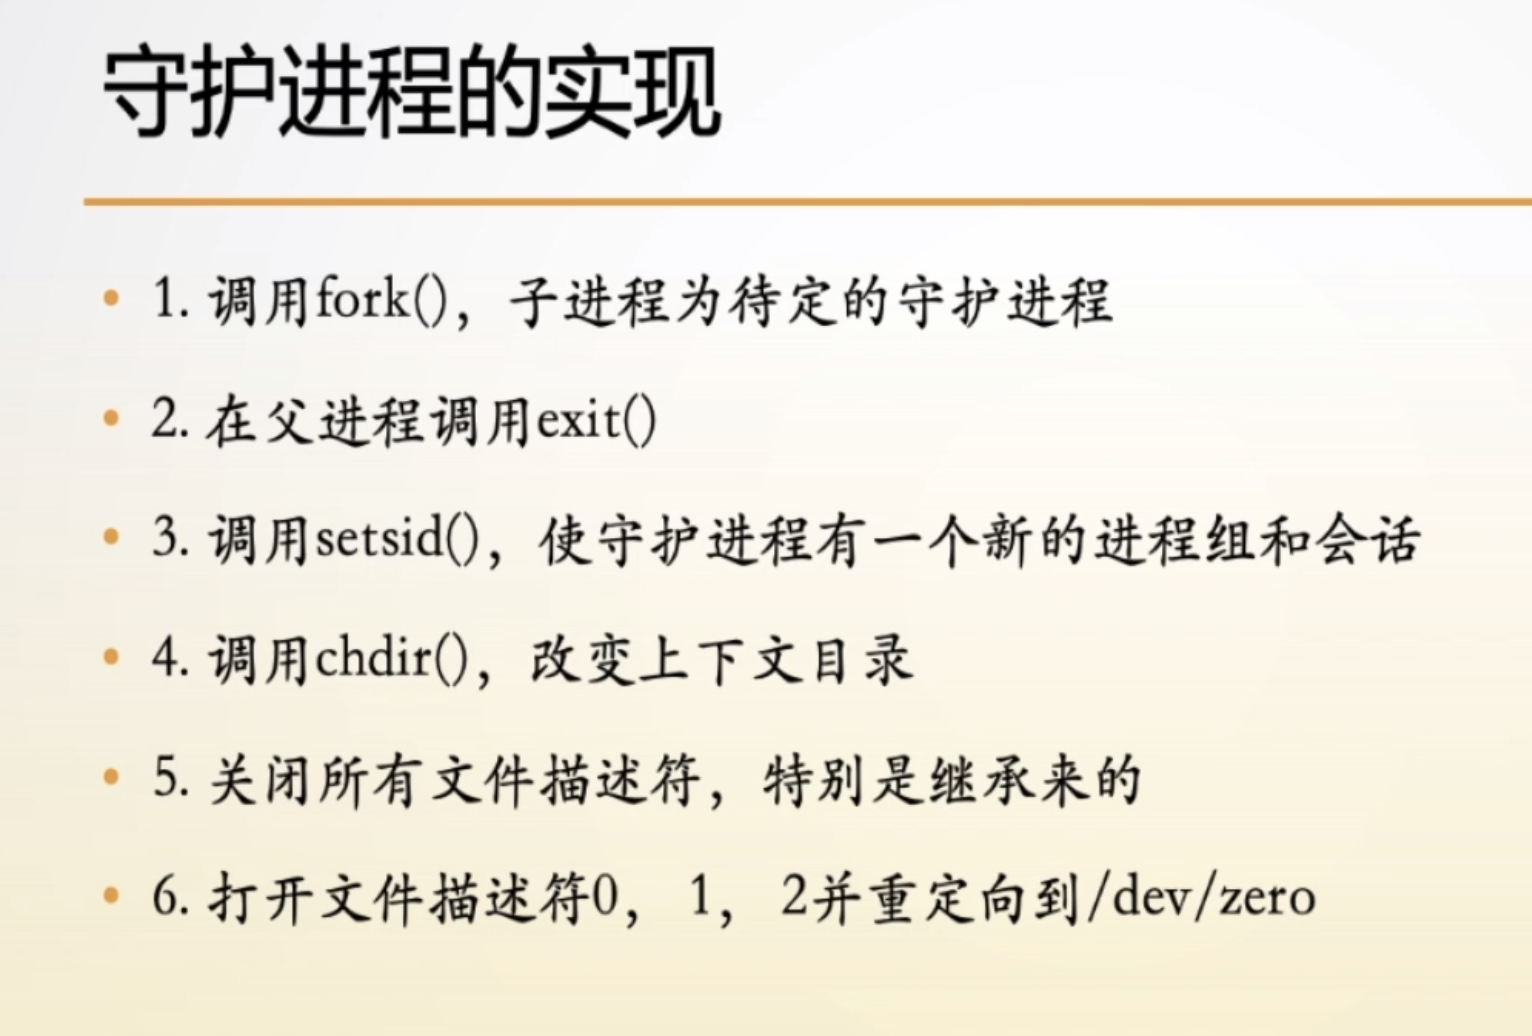 守护进程的实现
• 1. 调用fork()，子进程为待定的守护进程
• 2. 在父进程调用exit()
• 3. 调用setsid()，使守护进程有一个新的进程组和会话
• 4. 调用chdir()，改变上下文目录
• 5. 关闭所有文件描述符，特别是继承来的
• 6. 打开文件描述符0， 1， 2并重定向到/dev/zero